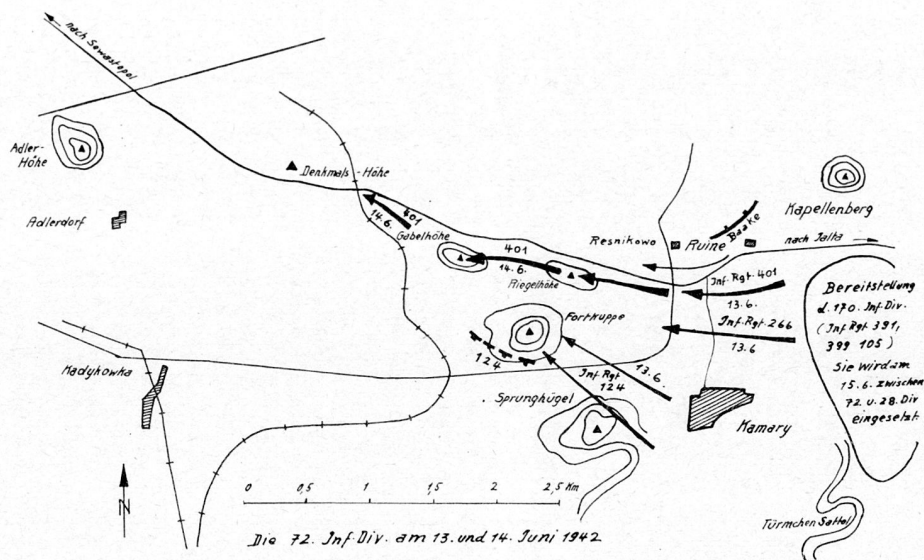 nach Sewastopol
Adler-
Höhe
Denkmals-Höhe
Kapellenberg
Adlerdorf
401
14.6.
Gabelhöhe
Resnikowo
Ruine
Baake
nach Jalta
401
14.6.
Riegelhöhe
Inf. Rgt. 401
13.6.
Inf. Rgt. 266
13.6
Bereitstellung
d. 170. Inf. Div.
(Inf. Rgt. 391,
399 105)
Sie wird am
15.6. zwischen
72. u. 28. Div
eingesetzt
Fortkuppe
124
13.6.
Inf. Rgt
124
Madykowka
Sprunghügel
Kamary
N
0 0,5 1 1,5 2 2,5 Km
Türmchen Sattel
Die 72. Inf. Div. am 13. und 14. Juni 1942